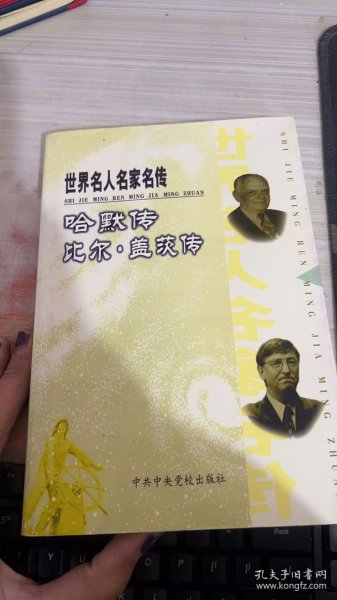 世界名人名家名传
SHI JIE MING REN MING JIA MING ZHUAN
哈默传
比尔·盖茨传
SHI JIE MING REN MING JIA MING ZHUAN
中共中央党校出版社
Back
孔夫子旧书网
kongfz.com